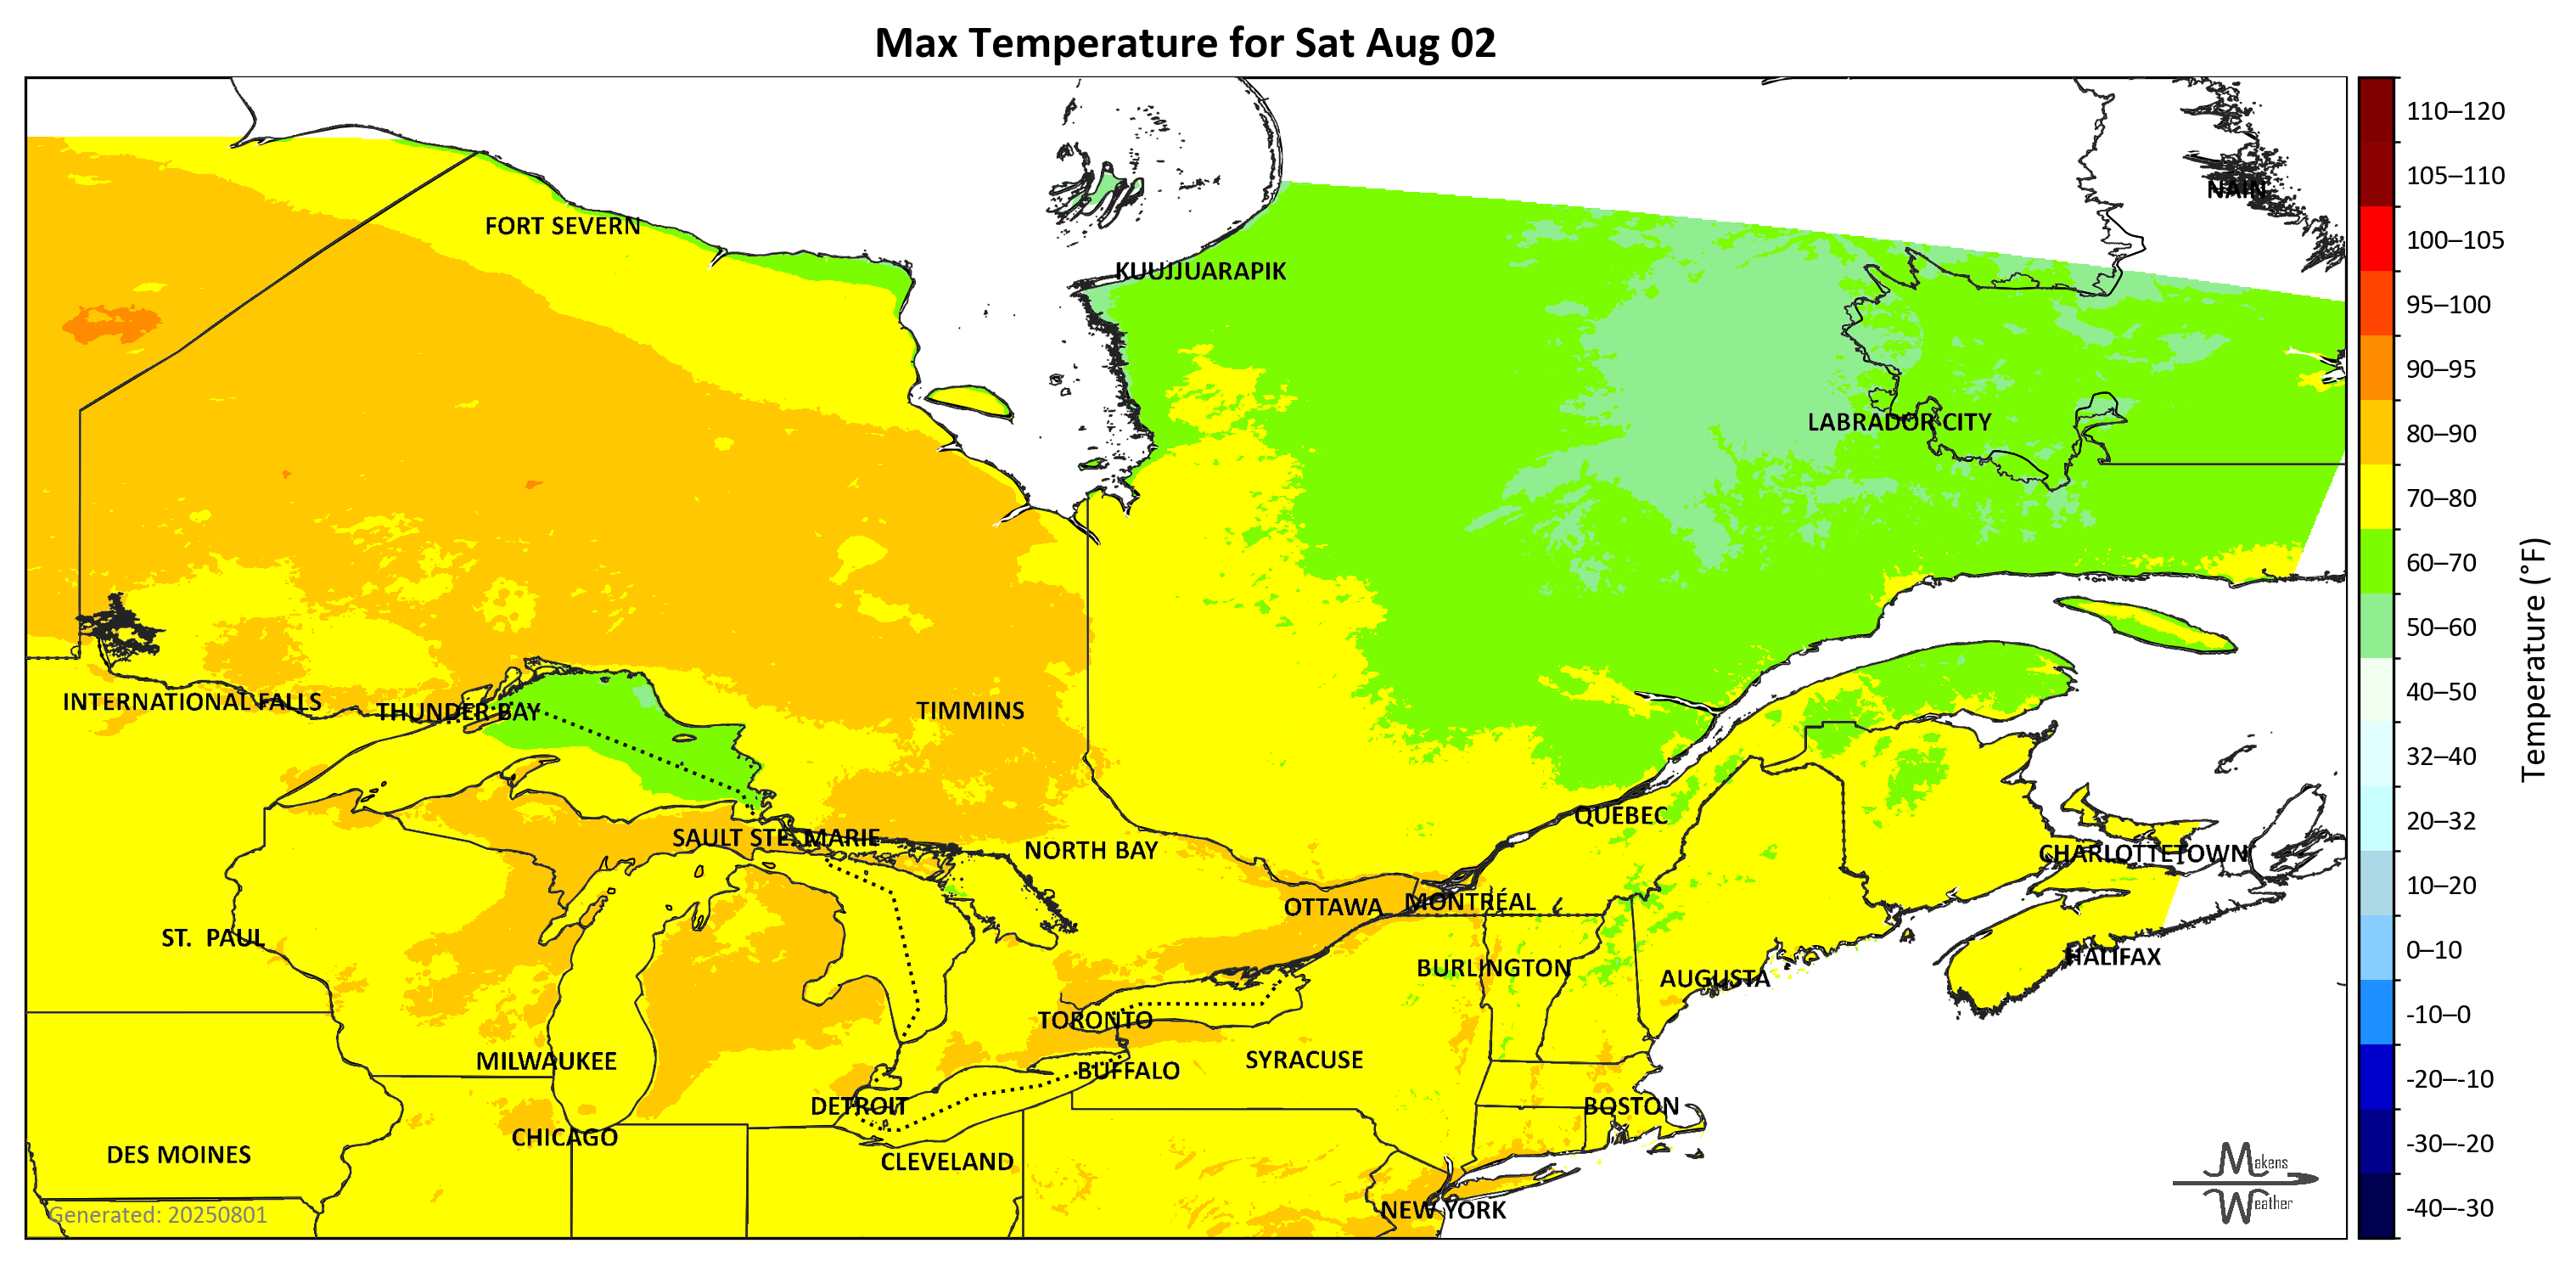 Max Temperature for Sat Aug 02
NAIN
FORT SEVERN
KUUJJUARAPIK
LABRADOR CITY
INTERNATIONAL FALLS
THUNDER BAY
TIMMINS
QUEBEC
SAULT STE. MARIE
NORTH BAY
CHARLOTTETOWN
OTTAWA
MONTRÉAL
ST. PAUL
HALIFAX
BURLINGTON
AUGUSTA
TORONTO
MILWAUKEE
SYRACUSE
BUFFALO
DETROIT
BOSTON
CHICAGO
DES MOINES
CLEVELAND
NEW YORK
Generated: 20250801
Makens
Weather
110–120
105–110
100–105
95–100
90–95
80–90
70–80
60–70
50–60
40–50
32–40
20–32
10–20
0–10
-10–0
-20–-10
-30–-20
-40–-30
Temperature (°F)